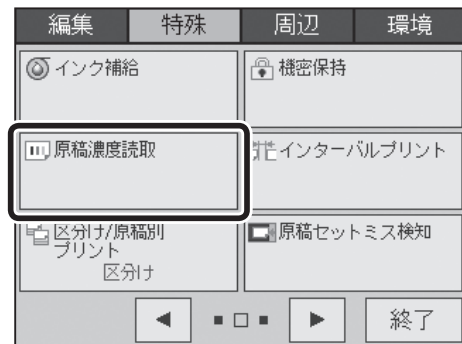 編集 特殊 周辺 環境
インク補給 機密保持
原稿濃度読取 インターバルプリント
区分け/原稿別 原稿セットミス検知
プリント
区分け
終了